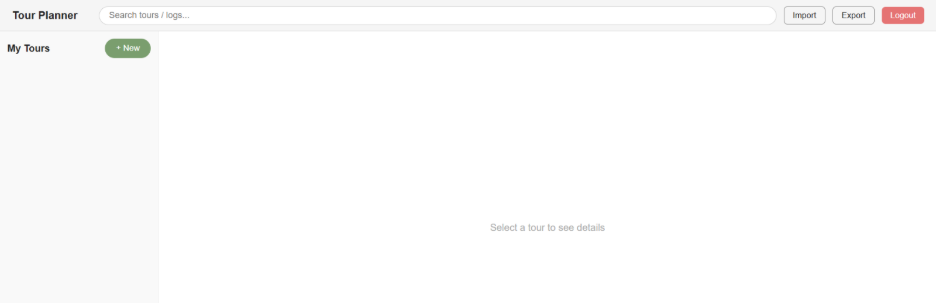 Tour Planner
Search tours / logs...
Import
Export
Logout
My Tours
+ New
Select a tour to see details